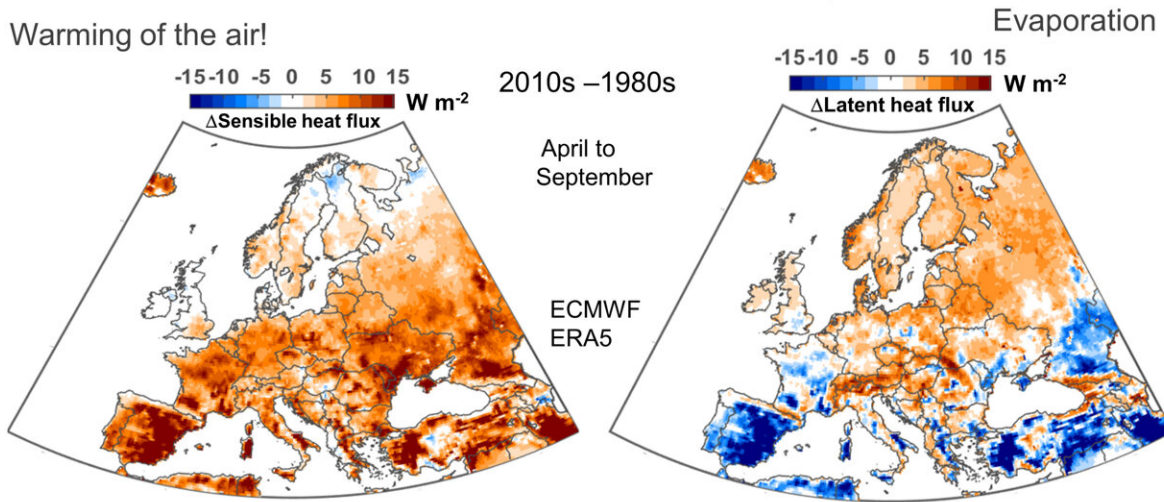 Warming of the air!
Evaporation
-15 -10 -5 0 5 10 15
W m-2
ΔSensible heat flux
2010s –1980s
-15 -10 -5 0 5 10 15
W m-2
ΔLatent heat flux
April to
September
ECMWF
ERA5